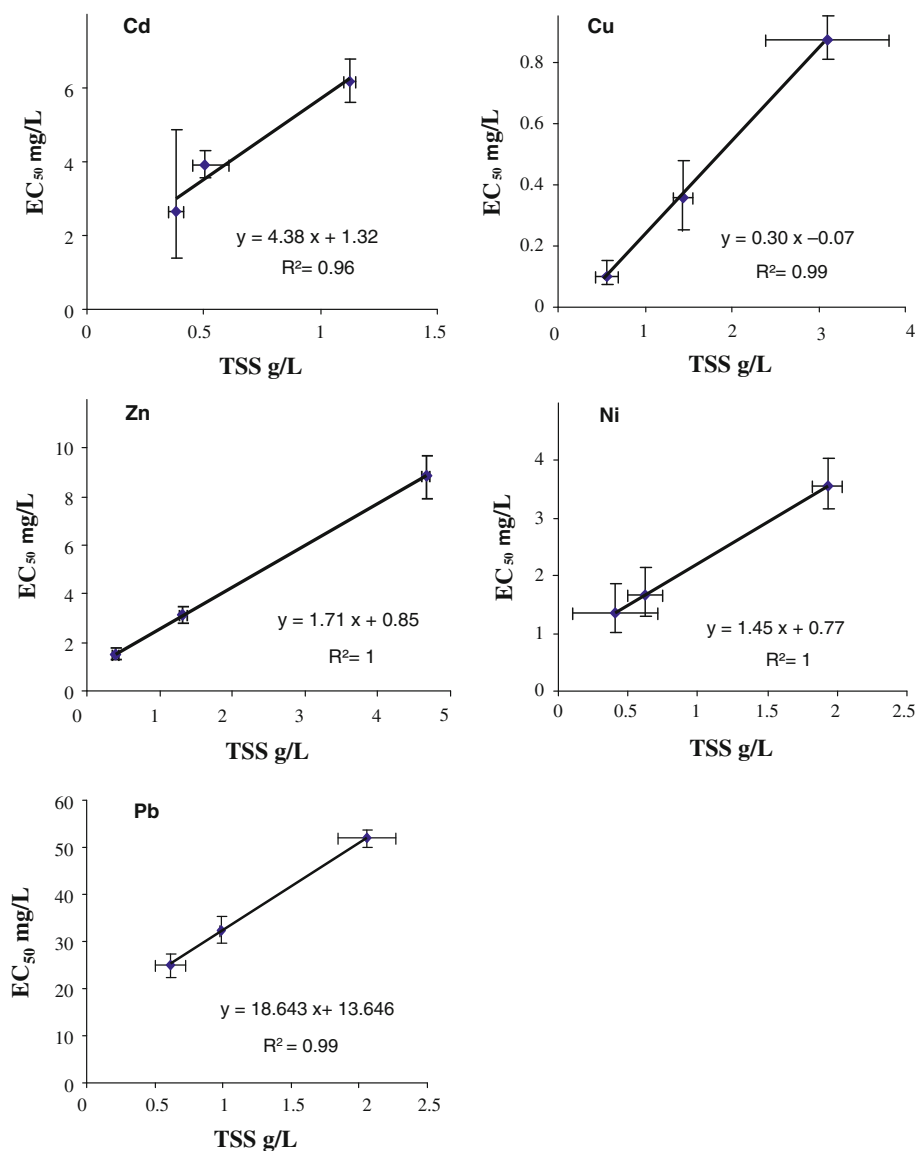 Cd
EC50 mg/L
6
4
2
0
0 0.5 1 1.5
TSS g/L
y = 4.38 x + 1.32
R²= 0.96
Cu
EC50 mg/L
0.8
0.6
0.4
0.2
0
0 1 2 3 4
TSS g/L
y = 0.30 x –0.07
R²= 0.99
Zn
EC50 mg/L
10
8
6
4
2
0
0 1 2 3 4 5
TSS g/L
y = 1.71 x + 0.85
R²= 1
Ni
EC50 mg/L
4
3
2
1
0
0 0.5 1 1.5 2 2.5
TSS g/L
y = 1.45 x + 0.77
R²= 1
Pb
EC50 mg/L
60
50
40
30
20
10
0
0 0.5 1 1.5 2 2.5
TSS g/L
y = 18.643 x+ 13.646
R² = 0.99